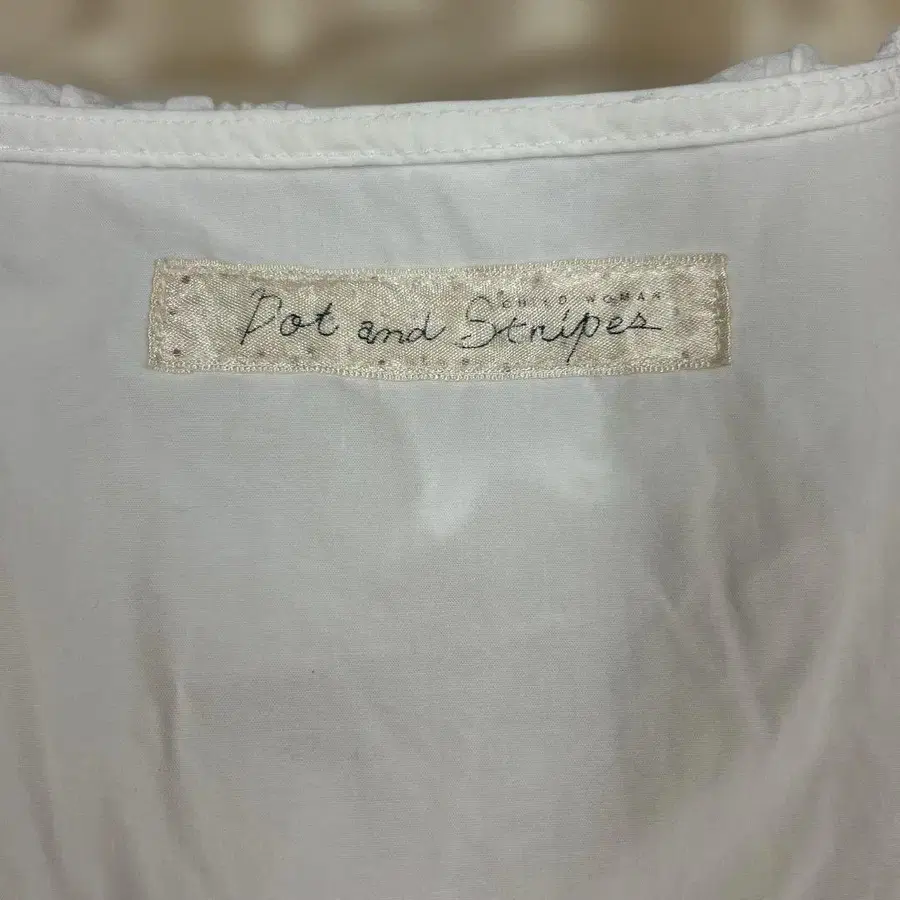 CHILD WOMAN
Dot and Stripes